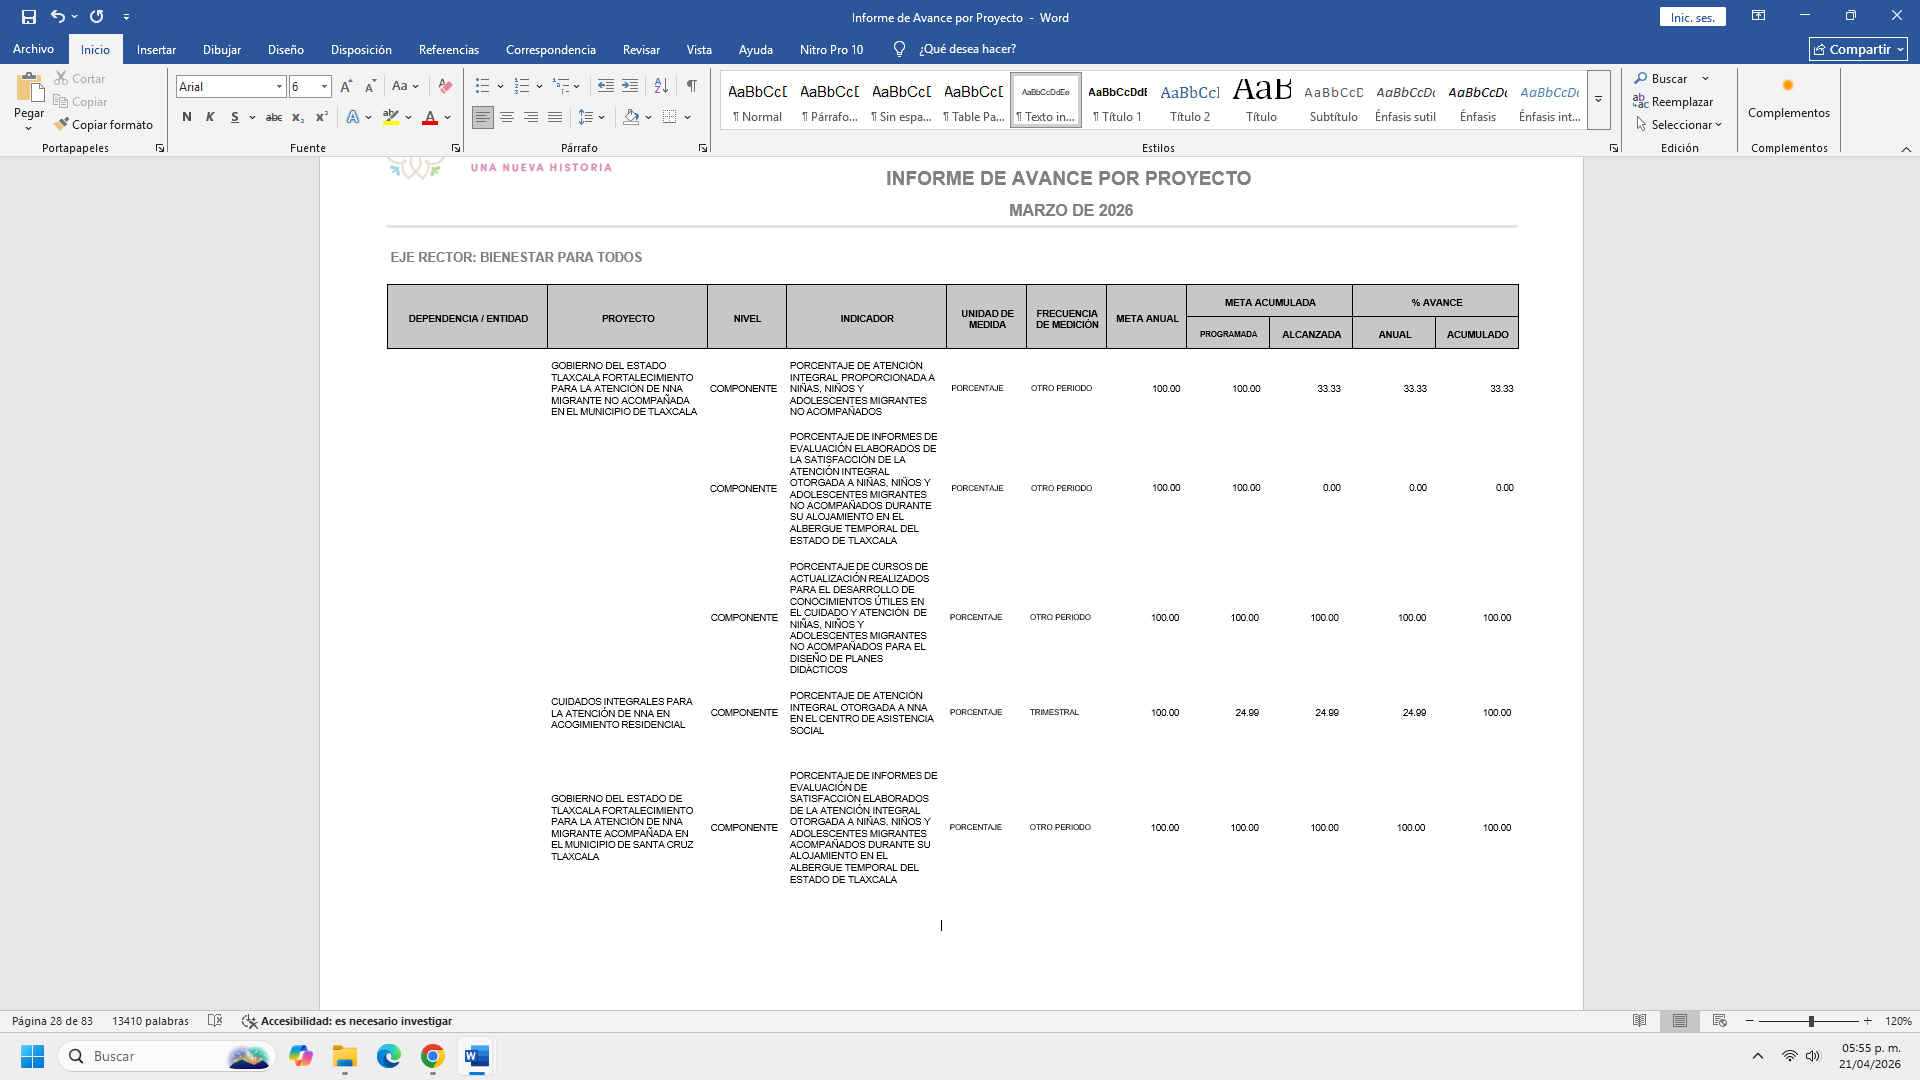 Informe de Avance por Proyecto - Word
Inic. ses.
Archivo
Inicio
Insertar
Dibujar
Diseño
Disposición
Referencias
Correspondencia
Revisar
Vista
Ayuda
Nitro Pro 10
¿Qué desea hacer?
Compartir
Pegar
Cortar
Copiar
Copiar formato
Portapapeles
Arial
6
Fuente
Párrafo
AaBbCcDdEe
¶ Normal
¶ Párrafo...
¶ Sin espa...
¶ Table Pa...
¶ Texto in...
¶ Título 1
Título 2
Título
Subtítulo
Énfasis sutil
Énfasis
Énfasis int...
Estilos
Buscar
Reemplazar
Seleccionar
Edición
Complementos
Complementos
UNA NUEVA HISTORIA
INFORME DE AVANCE POR PROYECTO
MARZO DE 2026
EJE RECTOR: BIENESTAR PARA TODOS
DEPENDENCIA / ENTIDAD
PROYECTO
NIVEL
INDICADOR
UNIDAD DE
MEDIDA
FRECUENCIA
DE MEDICIÓN
META ANUAL
META ACUMULADA
PROGRAMADA
ALCANZADA
% AVANCE
ANUAL
ACUMULADO
GOBIERNO DEL ESTADO
TLAXCALA FORTALECIMIENTO
PARA LA ATENCIÓN DE NNA
MIGRANTE NO ACOMPAÑADA
EN EL MUNICIPIO DE TLAXCALA
COMPONENTE
PORCENTAJE DE ATENCIÓN
INTEGRAL PROPORCIONADA A
NIÑAS, NIÑOS Y
ADOLESCENTES MIGRANTES
NO ACOMPAÑADOS
PORCENTAJE
OTRO PERIODO
100.00
100.00
33.33
33.33
33.33
COMPONENTE
PORCENTAJE DE INFORMES DE
EVALUACIÓN ELABORADOS DE
LA SATISFACCIÓN DE LA
ATENCIÓN INTEGRAL
OTORGADA A NIÑAS, NIÑOS Y
ADOLESCENTES MIGRANTES
NO ACOMPAÑADOS DURANTE
SU ALOJAMIENTO EN EL
ALBERGUE TEMPORAL DEL
ESTADO DE TLAXCALA
PORCENTAJE
OTRO PERIODO
100.00
100.00
0.00
0.00
0.00
COMPONENTE
PORCENTAJE DE CURSOS DE
ACTUALIZACIÓN REALIZADOS
PARA EL DESARROLLO DE
CONOCIMIENTOS ÚTILES EN
EL CUIDADO Y ATENCIÓN DE
NIÑAS, NIÑOS Y
ADOLESCENTES MIGRANTES
NO ACOMPAÑADOS PARA EL
DISEÑO DE PLANES
DIDÁCTICOS
PORCENTAJE
OTRO PERIODO
100.00
100.00
100.00
100.00
100.00
CUIDADOS INTEGRALES PARA
LA ATENCIÓN DE NNA EN
ACOGIMIENTO RESIDENCIAL
COMPONENTE
PORCENTAJE DE ATENCIÓN
INTEGRAL OTORGADA A NNA
EN EL CENTRO DE ASISTENCIA
SOCIAL
PORCENTAJE
TRIMESTRAL
100.00
24.99
24.99
24.99
100.00
GOBIERNO DEL ESTADO DE
TLAXCALA FORTALECIMIENTO
PARA LA ATENCIÓN DE NNA
MIGRANTE ACOMPAÑADA EN
EL MUNICIPIO DE SANTA CRUZ
TLAXCALA
COMPONENTE
PORCENTAJE DE INFORMES DE
EVALUACIÓN DE
SATISFACCIÓN ELABORADOS
DE LA ATENCIÓN INTEGRAL
OTORGADA A NIÑAS, NIÑOS Y
ADOLESCENTES MIGRANTES
ACOMPAÑADOS DURANTE SU
ALOJAMIENTO EN EL
ALBERGUE TEMPORAL DEL
ESTADO DE TLAXCALA
PORCENTAJE
OTRO PERIODO
100.00
100.00
100.00
100.00
100.00
Página 28 de 83
13410 palabras
Accesibilidad: es necesario investigar
120%
Buscar
05:55 p. m.
21/04/2026